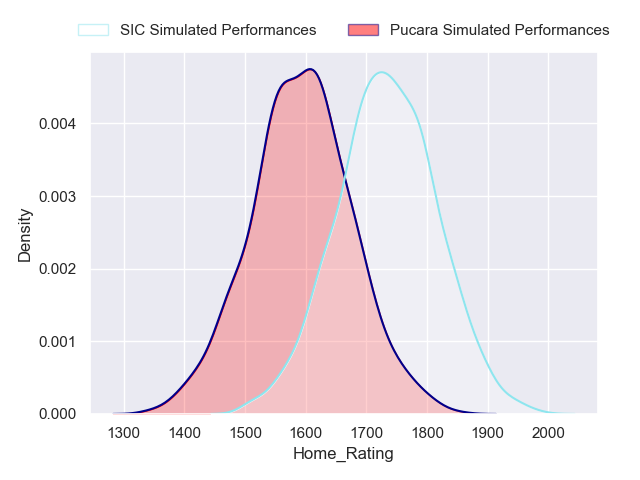 SIC Simulated Performances Pucara Simulated Performances
Density
0.004
0.003
0.002
0.001
0.000
1300 1400 1500 1600 1700 1800 1900 2000
Home_Rating